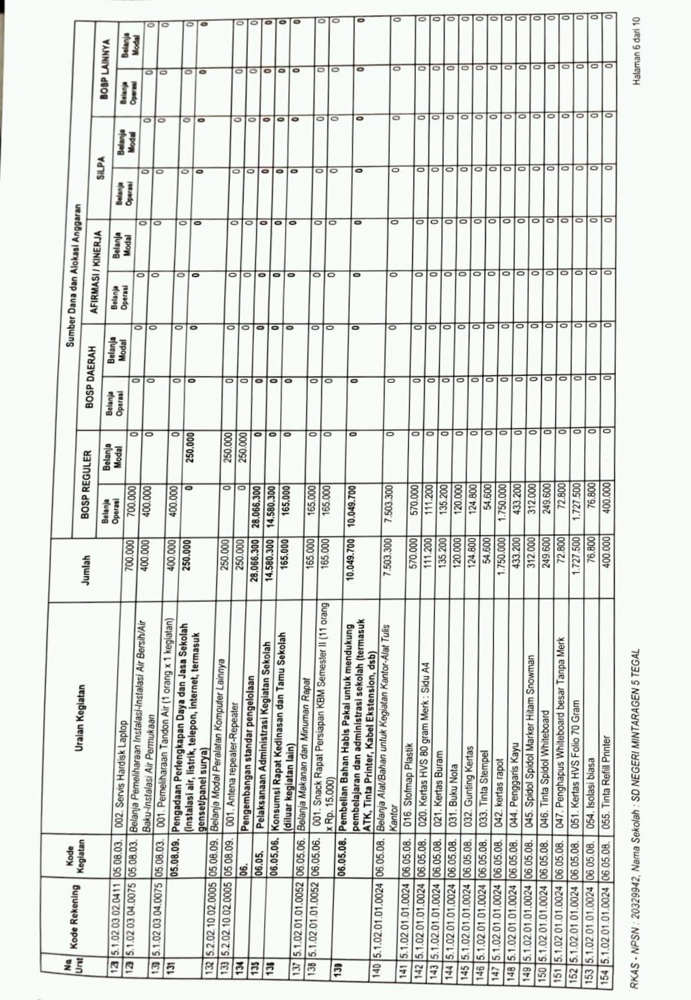 No Urut | Kode Rekening | Kode Kegiatan | Uraian Kegiatan | Jumlah | Sumber Dana dan Alokasi Anggaran
BOSP REGULER | BOSP DAERAH | AFIRMASI / KINERJA | SiLPA | BOSP LAINNYA
Belanja Operasi | Belanja Modal | Belanja Operasi | Belanja Modal | Belanja Operasi | Belanja Modal | Belanja Operasi | Belanja Modal | Belanja Operasi | Belanja Modal
128 | 5.1.02.03.02.0411 | 05.08.03. | 002. Servis Hardisk Laptop | 700.000 | 700.000 | 0 | 0 | 0 | 0 | 0 | 0 | 0 | 0 | 0
129 | 5.1.02.03.04.0075 | 05.08.03. | Belanja Pemeliharaan Instalasi-Instalasi Air Bersih/Air
Baku-Instalasi Air Permukaan | 400.000 | 400.000 | 0 | 0 | 0 | 0 | 0 | 0 | 0 | 0 | 0
130 | 5.1.02.03.04.0075 | 05.08.03. | 001. Pemeliharaan Tandon Air (1 orang x 1 kegiatan) | 400.000 | 400.000 | 0 | 0 | 0 | 0 | 0 | 0 | 0 | 0 | 0
131 | 05.08.09. | Pengadaan Perlengkapan Daya dan Jasa Sekolah
(instalasi air, listrik, telepon, internet, termasuk
genset/panel surya) | 250.000 | 0 | 250.000 | 0 | 0 | 0 | 0 | 0 | 0 | 0 | 0
132 | 5.2.02.10.02.0005 | 05.08.09. | Belanja Modal Peralatan Komputer Lainnya | 250.000 | 0 | 250.000 | 0 | 0 | 0 | 0 | 0 | 0 | 0 | 0
133 | 5.2.02.10.02.0005 | 05.08.09. | 001. Antena repeater-Repeater | 250.000 | 0 | 250.000 | 0 | 0 | 0 | 0 | 0 | 0 | 0 | 0
134 | 06. | Pengembangan standar pengelolaan | 28.066.300 | 28.066.300 | 0 | 0 | 0 | 0 | 0 | 0 | 0 | 0 | 0
135 | 06.05. | Pelaksanaan Administrasi Kegiatan Sekolah | 14.580.300 | 14.580.300 | 0 | 0 | 0 | 0 | 0 | 0 | 0 | 0 | 0
136 | 06.05.06. | Konsumsi Rapat Kedinasan dan Tamu Sekolah
(diluar kegiatan lain) | 165.000 | 165.000 | 0 | 0 | 0 | 0 | 0 | 0 | 0 | 0 | 0
137 | 5.1.02.01.01.0052 | 06.05.06. | Belanja Makanan dan Minuman Rapat | 165.000 | 165.000 | 0 | 0 | 0 | 0 | 0 | 0 | 0 | 0 | 0
138 | 5.1.02.01.01.0052 | 06.05.06. | 001. Snack Rapat Persiapan KBM Semester II (11 orang
x Rp. 15.000) | 165.000 | 165.000 | 0 | 0 | 0 | 0 | 0 | 0 | 0 | 0 | 0
139 | 06.05.08. | Pembelian Bahan Habis Pakai untuk mendukung
pembelajaran dan administrasi sekolah (termasuk
ATK, Tinta Printer, Kabel Ekstension, dsb) | 10.049.700 | 10.049.700 | 0 | 0 | 0 | 0 | 0 | 0 | 0 | 0 | 0
140 | 5.1.02.01.01.0024 | 06.05.08. | Belanja Alat/Bahan untuk Kegiatan Kantor-Alat Tulis
Kantor | 7.503.300 | 7.503.300 | 0 | 0 | 0 | 0 | 0 | 0 | 0 | 0 | 0
141 | 5.1.02.01.01.0024 | 06.05.08. | 016. Stofmap Plastik | 570.000 | 570.000 | 0 | 0 | 0 | 0 | 0 | 0 | 0 | 0 | 0
142 | 5.1.02.01.01.0024 | 06.05.08. | 020. Kertas HVS 80 gram Merk : Sidu A4 | 111.200 | 111.200 | 0 | 0 | 0 | 0 | 0 | 0 | 0 | 0 | 0
143 | 5.1.02.01.01.0024 | 06.05.08. | 021. Kertas Buram | 135.200 | 135.200 | 0 | 0 | 0 | 0 | 0 | 0 | 0 | 0 | 0
144 | 5.1.02.01.01.0024 | 06.05.08. | 031. Buku Nota | 120.000 | 120.000 | 0 | 0 | 0 | 0 | 0 | 0 | 0 | 0 | 0
145 | 5.1.02.01.01.0024 | 06.05.08. | 032. Gunting Kertas | 124.800 | 124.800 | 0 | 0 | 0 | 0 | 0 | 0 | 0 | 0 | 0
146 | 5.1.02.01.01.0024 | 06.05.08. | 033. Tinta Stempel | 54.600 | 54.600 | 0 | 0 | 0 | 0 | 0 | 0 | 0 | 0 | 0
147 | 5.1.02.01.01.0024 | 06.05.08. | 042. kertas rapot | 1.750.000 | 1.750.000 | 0 | 0 | 0 | 0 | 0 | 0 | 0 | 0 | 0
148 | 5.1.02.01.01.0024 | 06.05.08. | 044. Penggaris Kayu | 433.200 | 433.200 | 0 | 0 | 0 | 0 | 0 | 0 | 0 | 0 | 0
149 | 5.1.02.01.01.0024 | 06.05.08. | 045. Spidol Spidol Marker Hitam Snowman | 312.000 | 312.000 | 0 | 0 | 0 | 0 | 0 | 0 | 0 | 0 | 0
150 | 5.1.02.01.01.0024 | 06.05.08. | 046. Tinta Spidol Whiteboard | 249.600 | 249.600 | 0 | 0 | 0 | 0 | 0 | 0 | 0 | 0 | 0
151 | 5.1.02.01.01.0024 | 06.05.08. | 047. Penghapus Whiteboard besar Tanpa Merk | 72.800 | 72.800 | 0 | 0 | 0 | 0 | 0 | 0 | 0 | 0 | 0
152 | 5.1.02.01.01.0024 | 06.05.08. | 051. Kertas HVS Folio 70 Gram | 1.727.500 | 1.727.500 | 0 | 0 | 0 | 0 | 0 | 0 | 0 | 0 | 0
153 | 5.1.02.01.01.0024 | 06.05.08. | 054. Isolasi biasa | 76.800 | 76.800 | 0 | 0 | 0 | 0 | 0 | 0 | 0 | 0 | 0
154 | 5.1.02.01.01.0024 | 06.05.08. | 055. Tinta Refill Printer | 400.000 | 400.000 | 0 | 0 | 0 | 0 | 0 | 0 | 0 | 0
RKAS - NPSN : 20329942, Nama Sekolah : SD NEGERI MINTARAGEN 5 TEGAL
Halaman 6 dari 10